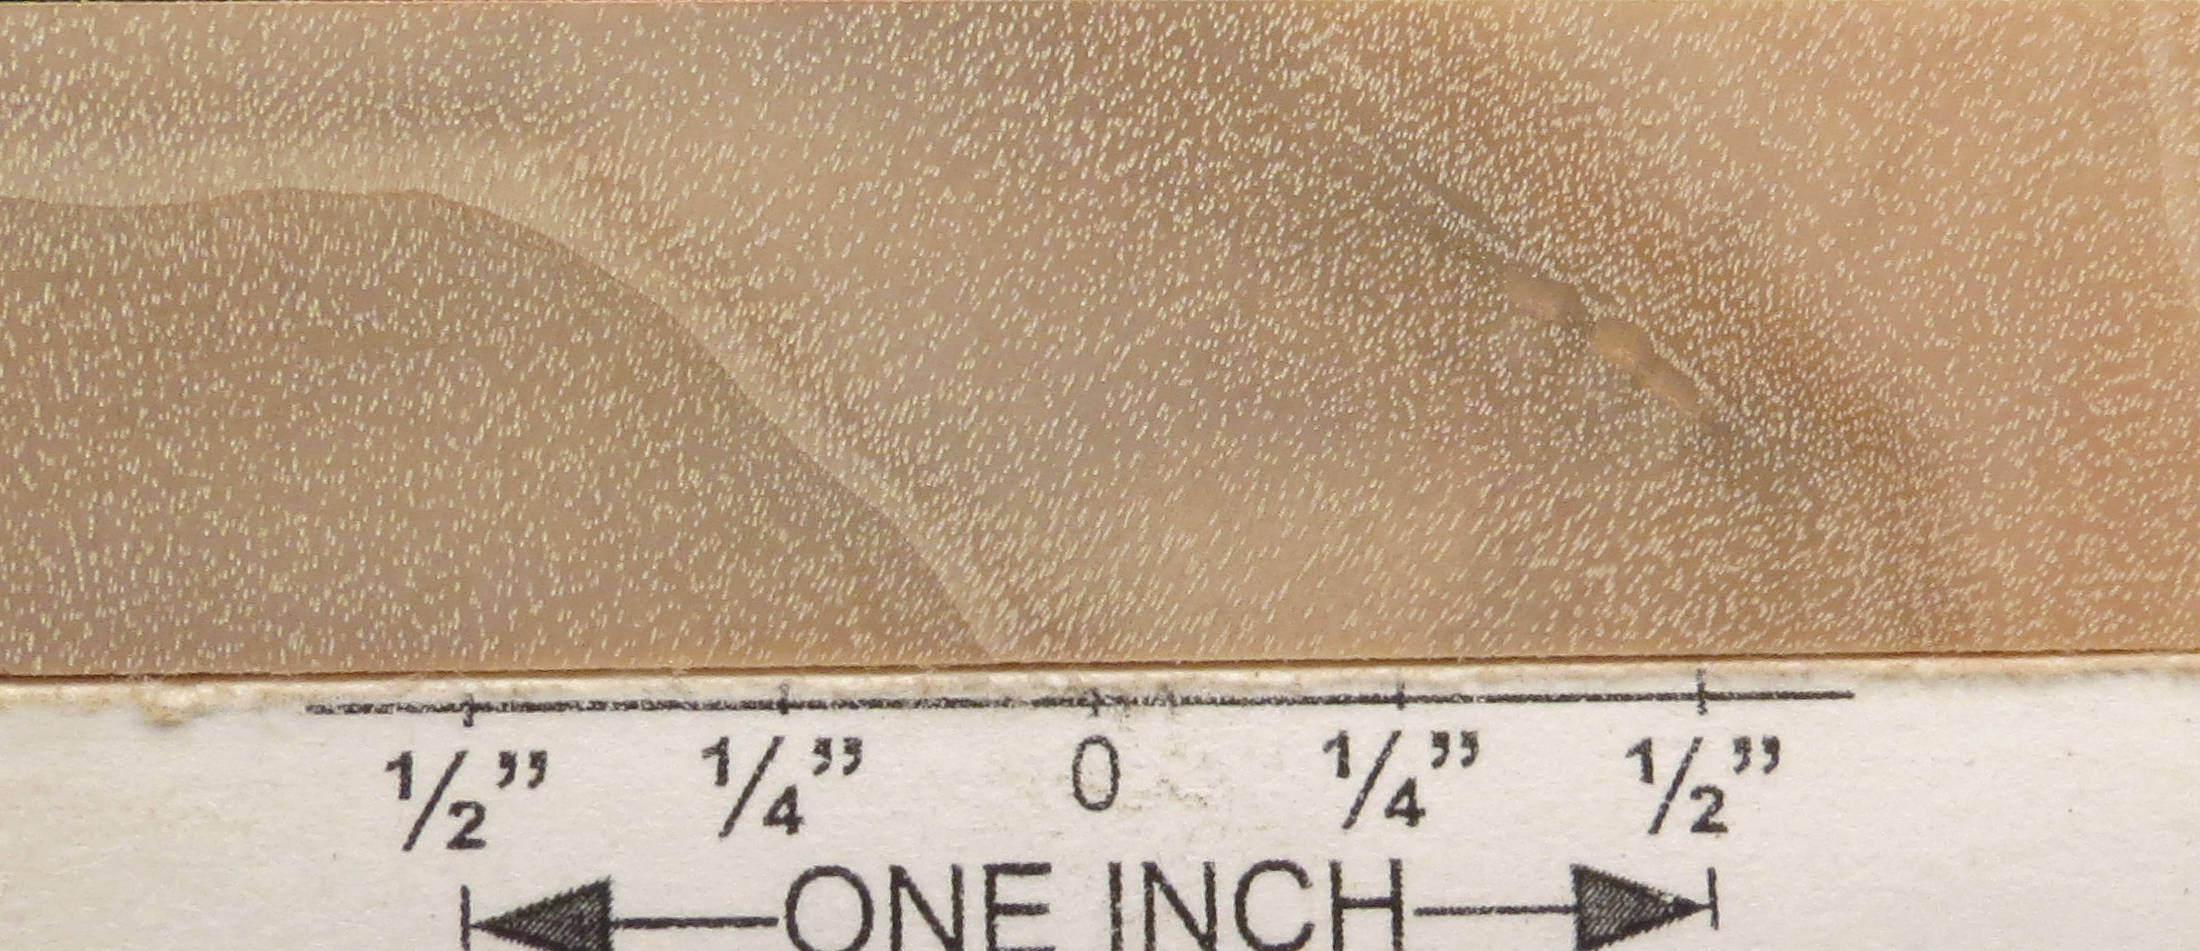 1/2” 1/4” 0 1/4” 1/2”
ONE INCH